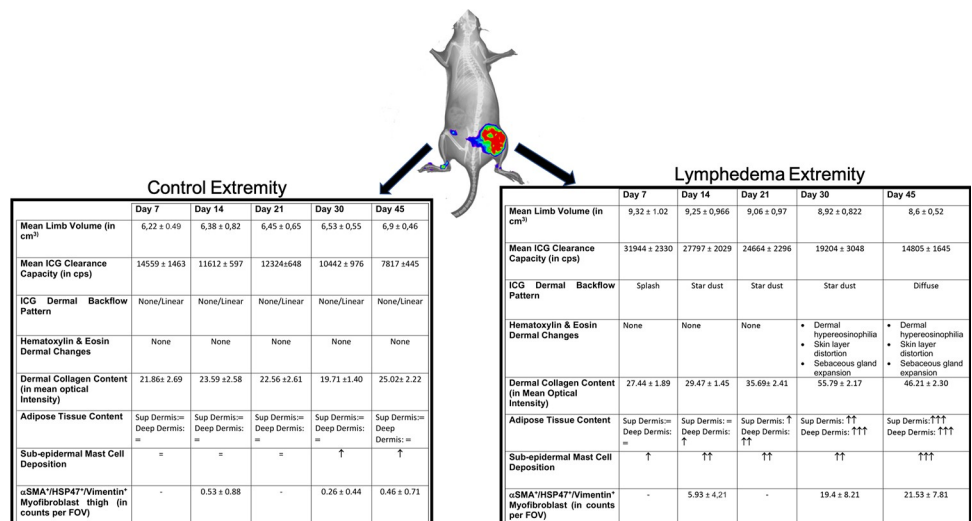 Control Extremity
Day 7 Day 14 Day 21 Day 30 Day 45
Mean Limb Volume (in 6,22 ± 0.49 6,38 ± 0,82 6,45 ± 0,65 6,53 ± 0,55 6,9 ± 0,46
cm³⁾
Mean ICG Clearance 14559 ± 1463 11612 ± 597 12324±648 10442 ± 976 7817 ±445
Capacity (in cps)
ICG Dermal Backflow None/Linear None/Linear None/Linear None/Linear None/Linear
Pattern
Hematoxylin & Eosin None None None None None
Dermal Changes
Dermal Collagen Content 21.86± 2.69 23.59 ±2.58 22.56 ±2.61 19.71 ±1.40 25.02± 2.22
(in mean optical
Intensity)
Adipose Tissue Content Sup Dermis:= Sup Dermis:= Sup Dermis:= Sup Dermis:= Sup Dermis:=
Deep Dermis: Deep Dermis: Deep Dermis: Deep Dermis: Deep
= = = = Dermis: =
Sub-epidermal Mast Cell = = = ↑ ↑
Deposition
αSMA⁺/HSP47⁺/Vimentin⁺ - 0.53 ± 0.88 - 0.26 ± 0.44 0.46 ± 0.71
Myofibroblast thigh (in
counts per FOV)
Lymphedema Extremity
Day 7 Day 14 Day 21 Day 30 Day 45
Mean Limb Volume (in 9,32 ± 1.02 9,25 ± 0,966 9,06 ± 0,97 8,92 ± 0,822 8,6 ± 0,52
cm³⁾
Mean ICG Clearance 31944 ± 2330 27797 ± 2029 24664 ± 2296 19204 ± 3048 14805 ± 1645
Capacity (in cps)
ICG Dermal Backflow Splash Star dust Star dust Star dust Diffuse
Pattern
Hematoxylin & Eosin None None None • Dermal • Dermal
Dermal Changes hypereosinophilia hypereosinophilia
• Skin layer • Skin layer
distortion distortion
• Sebaceous gland • Sebaceous gland
expansion expansion
Dermal Collagen Content 27.44 ± 1.89 29.47 ± 1.45 35.69± 2.41 55.79 ± 2.17 46.21 ± 2.30
(in Mean Optical
Intensity)
Adipose Tissue Content Sup Dermis:= Sup Dermis: = Sup Dermis: ↑ Sup Dermis: ↑↑ Sup Dermis:↑↑↑
Deep Dermis: Deep Dermis: Deep Dermis: Deep Dermis: ↑↑↑ Deep Dermis: ↑↑↑
= ↑ ↑↑
Sub-epidermal Mast Cell ↑ ↑↑ ↑↑ ↑↑ ↑↑↑
Deposition
αSMA⁺/HSP47⁺/Vimentin⁺ - 5.93 ± 4,21 - 19.4 ± 8.21 21.53 ± 7.81
Myofibroblast (in counts
per FOV)